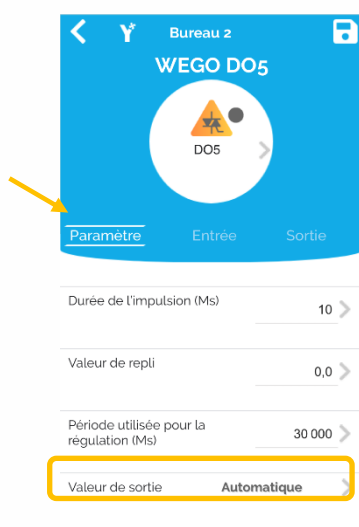 Bureau 2
WEGO DO5
DO5
Paramètre Entrée Sortie
Durée de l'impulsion (Ms)
10
Valeur de repli
0,0
Période utilisée pour la
régulation (Ms)
30 000
Valeur de sortie Automatique